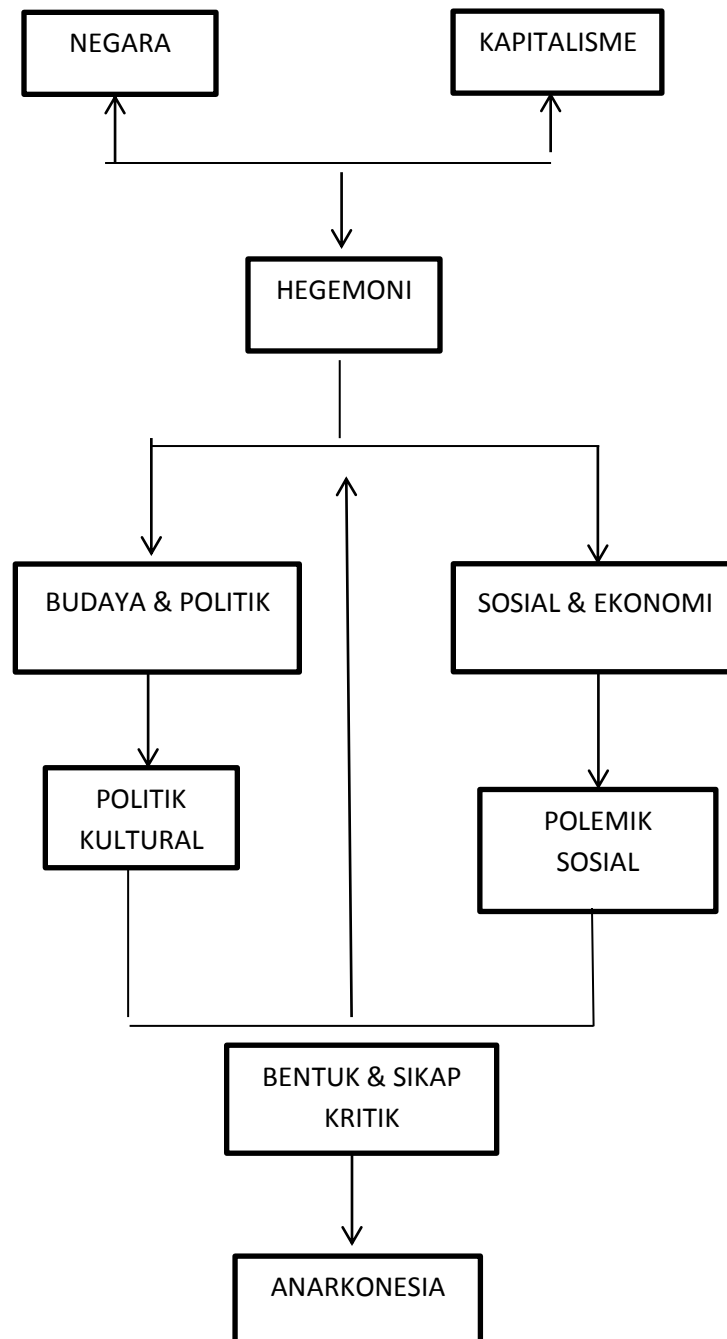 NEGARA
KAPITALISME
HEGEMONI
BUDAYA & POLITIK
SOSIAL & EKONOMI
POLITIK
KULTURAL
POLEMIK
SOSIAL
BENTUK & SIKAP
KRITIK
ANARKONESIA